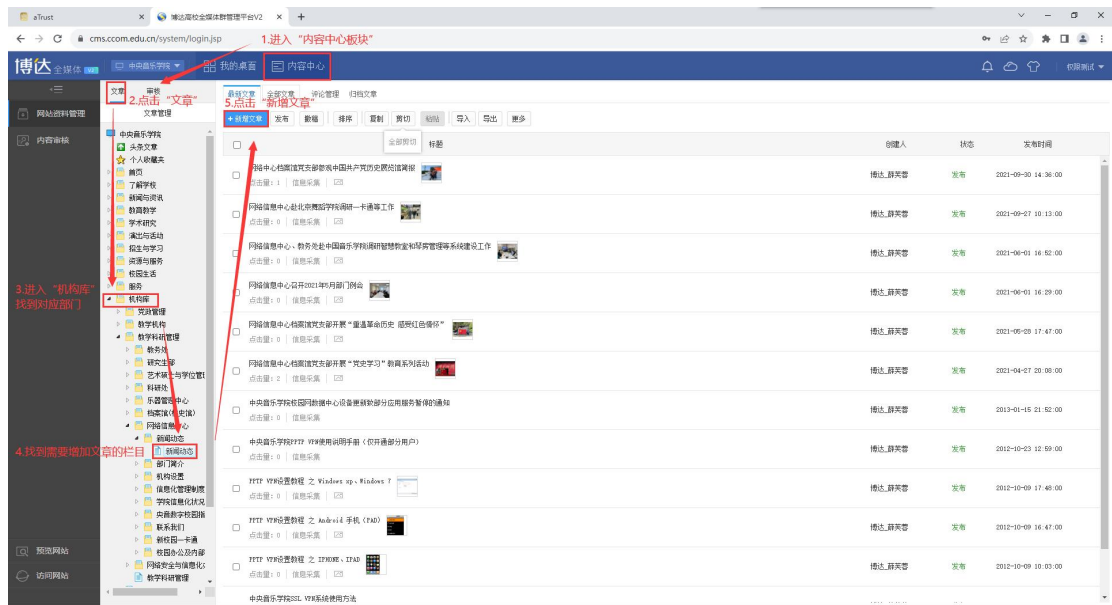 aTrust
博达高校全媒体群管理平台V2
cms.ccom.edu.cn/system/login.jsp
1.进入“内容中心板块”
博达 全媒体
中央音乐学院
我的桌面
内容中心
权限测试
网站资料管理
内容审核
预览网站
访问网站
文章
审核
2.点击“文章”
文章管理
中央音乐学院
头条文章
个人收藏夹
首页
了解学校
新闻与资讯
教育教学
学术研究
演出与活动
招生与学习
资源与服务
校园生活
服务
3.进入“机构库”
找到对应部门
机构库
党政管理
教学机构
教学科研管理
教务处
研究生部
艺术硕士与学位管
科研处
乐器管理中心
档案馆(校史馆)
网络信息中心
新闻动态
4.找到需要增加文章的栏目
新闻动态
部门简介
机构设置
信息化管理制度
学院信息化状况
央音数字校园指
联系我们
新校园一卡通
校园办公及内部
网络安全与信息化
教学科研管理
最新文章 全部文章 评论管理 归档文章
5.点击“新增文章”
+新增文章 发布 撤稿 排序 复制 剪切 粘贴 导入 导出 更多
全部剪切
标题 创建人 状态 发布时间
网络中心档案馆党支部参观中国共产党历史展览馆简报 博达_薛芙蓉 发布 2021-09-30 14:36:00
点击量：1 信息采集
网络信息中心赴北京舞蹈学院调研一卡通等工作 博达_薛芙蓉 发布 2021-09-27 10:13:00
点击量：0 信息采集
网络信息中心、教务处赴中国音乐学院调研智慧教室和琴房管理等系统建设工作 博达_薛芙蓉 发布 2021-06-01 16:52:00
点击量：0 信息采集
网络信息中心召开2021年5月部门例会 博达_薛芙蓉 发布 2021-06-01 16:29:00
点击量：0 信息采集
网络信息中心档案馆党支部开展“重温革命历史 感受红色情怀” 博达_薛芙蓉 发布 2021-05-28 17:47:00
点击量：0 信息采集
网络信息中心档案馆党支部开展“党史学习”教育系列活动 博达_薛芙蓉 发布 2021-04-27 20:08:00
点击量：2 信息采集
中央音乐学院校园网数据中心设备更新致部分应用服务暂停的通知 博达_薛芙蓉 发布 2013-01-15 21:52:00
点击量：0 信息采集
中央音乐学院PPTP VPN使用说明手册（仅开通部分用户） 博达_薛芙蓉 发布 2012-10-23 12:59:00
点击量：0 信息采集
PPTP VPN设置教程 之 Windows xp、Windows 7 博达_薛芙蓉 发布 2012-10-09 17:48:00
点击量：0 信息采集
PPTP VPN设置教程 之 Android 手机（PAD） 博达_薛芙蓉 发布 2012-10-09 16:47:00
点击量：0 信息采集
PPTP VPN设置教程 之 IPHONE、IPAD 博达_薛芙蓉 发布 2012-10-09 10:03:00
点击量：0 信息采集
中央音乐学院SSL VPN系统使用方法